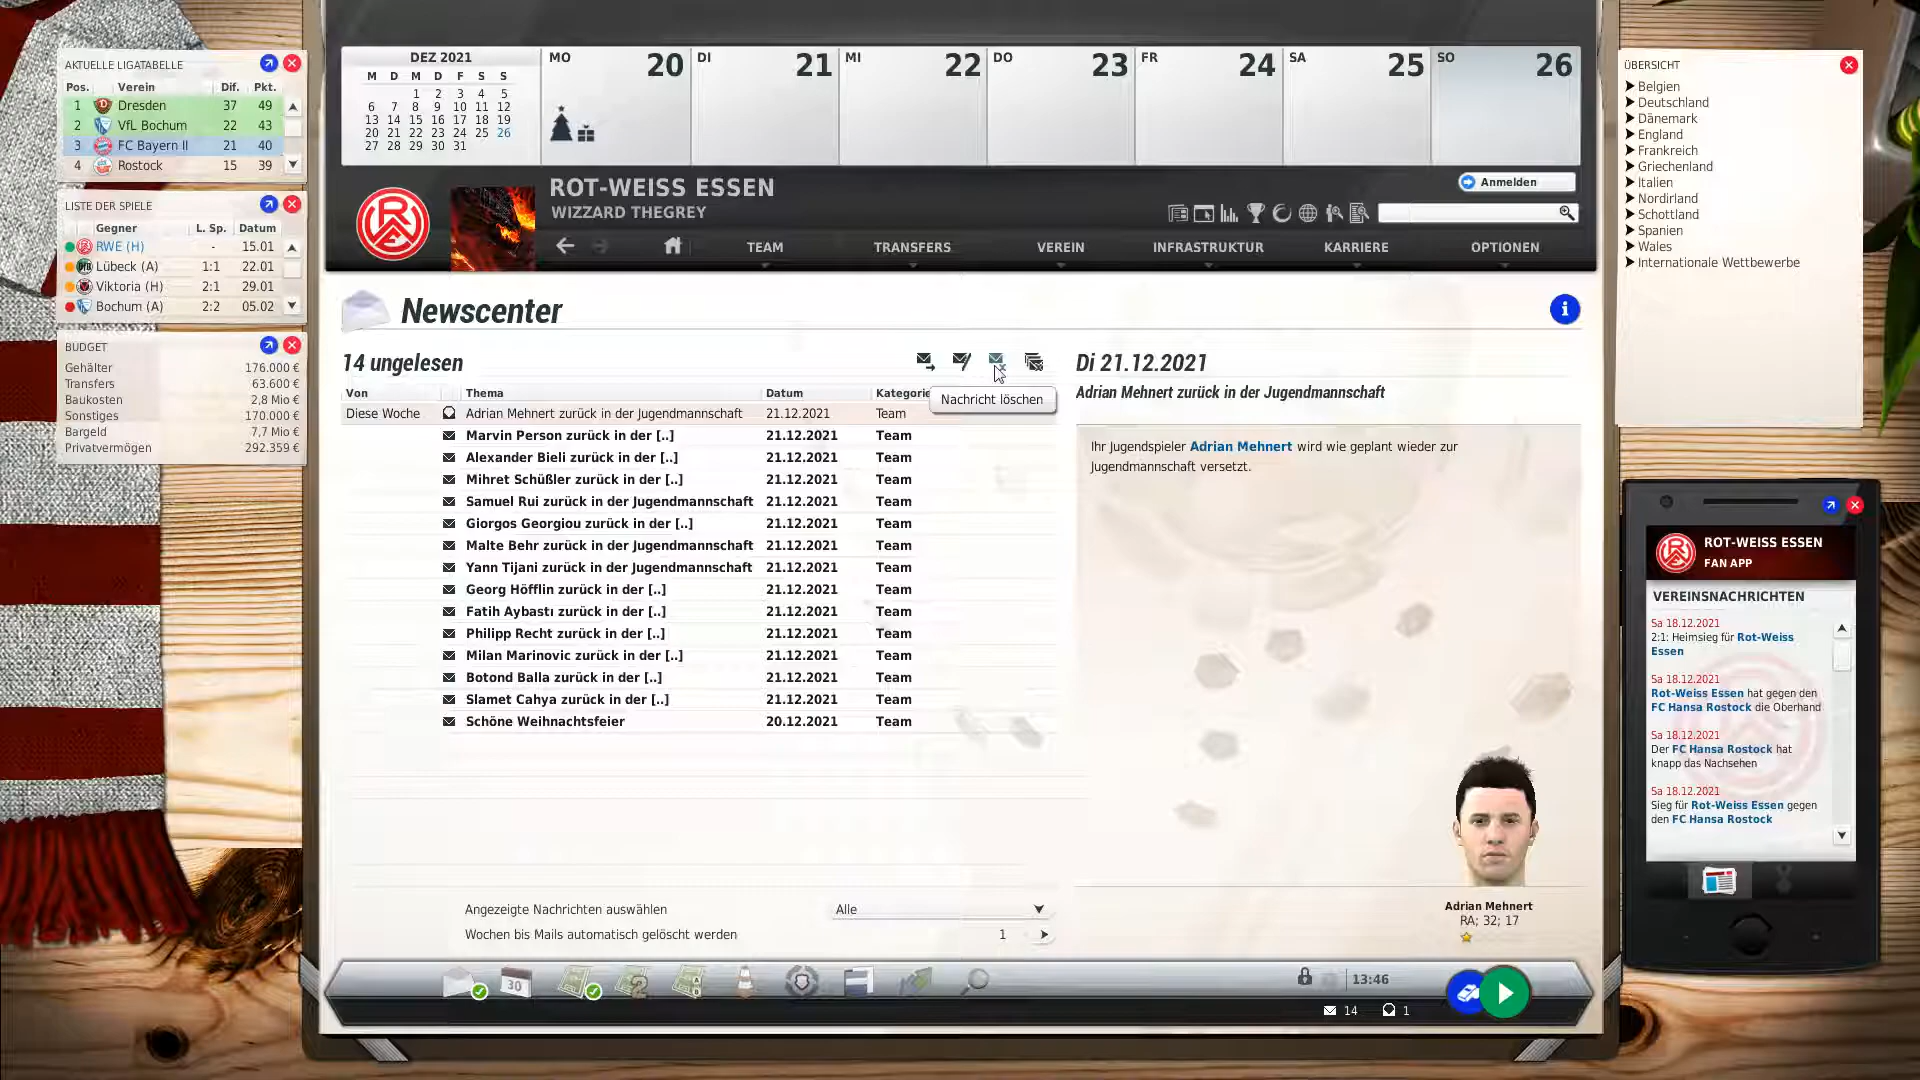 AKTUELLE LIGATABELLE
Pos. Verein Dif. Pkt.
1 Dresden 37 49
2 VfL Bochum 22 43
3 FC Bayern II 21 40
4 Rostock 15 39
LISTE DER SPIELE
Gegner L. Sp. Datum
RWE (H) - 15.01
Lübeck (A) 1:1 22.01
Viktoria (H) 2:1 29.01
Bochum (A) 2:2 05.02
BUDGET
Gehälter 176.000 €
Transfers 63.600 €
Baukosten 2,8 Mio €
Sonstiges 170.000 €
Bargeld 7,7 Mio €
Privatvermögen 292.359 €
DEZ 2021
M D M D F S S
1 2 3 4 5
6 7 8 9 10 11 12
13 14 15 16 17 18 19
20 21 22 23 24 25 26
27 28 29 30 31
MO 20 DI 21 MI 22 DO 23 FR 24 SA 25 SO 26
ROT-WEISS ESSEN
WIZZARD THEGREY
Anmelden
TEAM TRANSFERS VEREIN INFRASTRUKTUR KARRIERE OPTIONEN
Newscenter
14 ungelesen
Von Thema Datum Kategorie
Nachricht löschen
Diese Woche Adrian Mehnert zurück in der Jugendmannschaft 21.12.2021 Team
Marvin Person zurück in der [..] 21.12.2021 Team
Alexander Bieli zurück in der [..] 21.12.2021 Team
Mihret Schüßler zurück in der [..] 21.12.2021 Team
Samuel Rui zurück in der Jugendmannschaft 21.12.2021 Team
Giorgos Georgiou zurück in der [..] 21.12.2021 Team
Malte Behr zurück in der Jugendmannschaft 21.12.2021 Team
Yann Tijani zurück in der Jugendmannschaft 21.12.2021 Team
Georg Höfflin zurück in der [..] 21.12.2021 Team
Fatih Aybastı zurück in der [..] 21.12.2021 Team
Philipp Recht zurück in der [..] 21.12.2021 Team
Milan Marinovic zurück in der [..] 21.12.2021 Team
Botond Balla zurück in der [..] 21.12.2021 Team
Slamet Cahya zurück in der [..] 21.12.2021 Team
Schöne Weihnachtsfeier 20.12.2021 Team
Angezeigte Nachrichten auswählen Alle
Wochen bis Mails automatisch gelöscht werden 1
Di 21.12.2021
Adrian Mehnert zurück in der Jugendmannschaft
Ihr Jugendspieler Adrian Mehnert wird wie geplant wieder zur
Jugendmannschaft versetzt.
Adrian Mehnert
RA; 32; 17
30
13:46
14 1
ÜBERSICHT
Belgien
Deutschland
Dänemark
England
Frankreich
Griechenland
Italien
Nordirland
Schottland
Spanien
Wales
Internationale Wettbewerbe
ROT-WEISS ESSEN
FAN APP
VEREINSNACHRICHTEN
Sa 18.12.2021
2:1: Heimsieg für Rot-Weiss
Essen
Sa 18.12.2021
Rot-Weiss Essen hat gegen den
FC Hansa Rostock die Oberhand
Sa 18.12.2021
Der FC Hansa Rostock hat
knapp das Nachsehen
Sa 18.12.2021
Sieg für Rot-Weiss Essen gegen
den FC Hansa Rostock